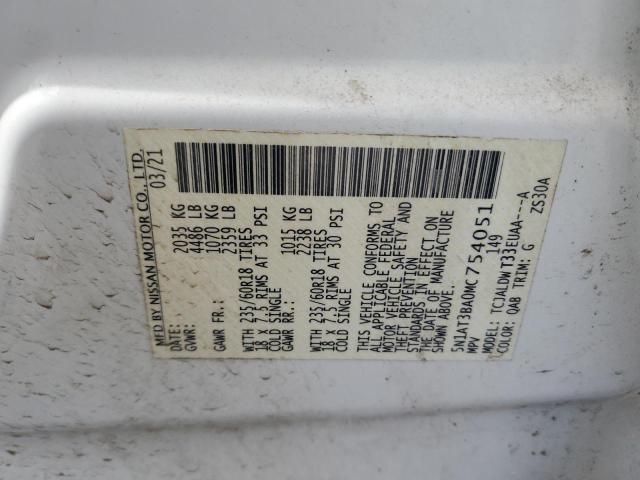 MFD BY NISSAN MOTOR CO., LTD.
03/21
GVWR: 2035 KG
4486 LB
GAWR FR.: 1070 KG
2359 LB
WITH 235/60R18 TIRES
18 X 7.5 RIMS AT 33 PSI
COLD SINGLE
GAWR RR.: 1015 KG
2238 LB
WITH 235/60R18 TIRES
18 X 7.5 RIMS AT 30 PSI
COLD SINGLE
THIS VEHICLE CONFORMS TO
ALL APPLICABLE FEDERAL
MOTOR VEHICLE SAFETY AND
THEFT PREVENTION
STANDARDS IN EFFECT ON
THE DATE OF MANUFACTURE
SHOWN ABOVE.
5N1AT3BA0MC754051
MPV 149
MODEL: TCJALDWT33EUAA----A
COLOR: QAB TRIM: G ZS30A